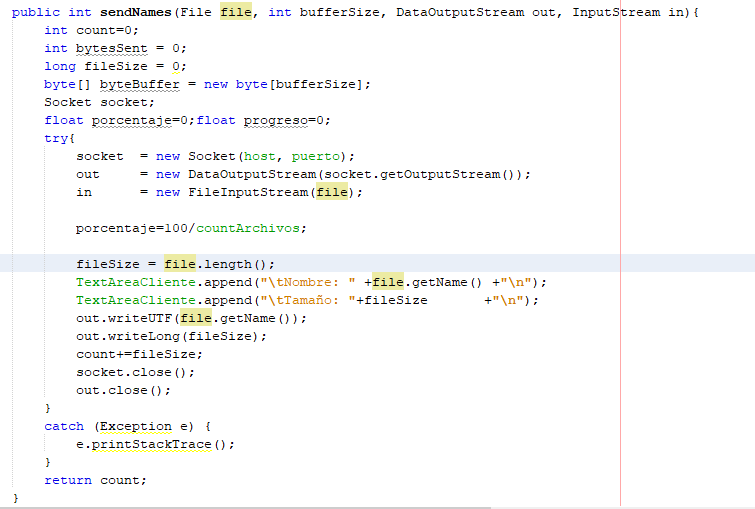 public int sendNames(File file, int bufferSize, DataOutputStream out, InputStream in){
    int count=0;
    int bytesSent = 0;
    long fileSize = 0;
    byte[] byteBuffer = new byte[bufferSize];
    Socket socket;
    float porcentaje=0;float progreso=0;
    try{
        socket  = new Socket(host, puerto);
        out     = new DataOutputStream(socket.getOutputStream());
        in      = new FileInputStream(file);

        porcentaje=100/countArchivos;

        fileSize = file.length();
        TextAreaCliente.append("\tNombre: " +file.getName() +"\n");
        TextAreaCliente.append("\tTamaño: "+fileSize       +"\n");
        out.writeUTF(file.getName());
        out.writeLong(fileSize);
        count+=fileSize;
        socket.close();
        out.close();
    }
    catch (Exception e) {
        e.printStackTrace();
    }
    return count;
}